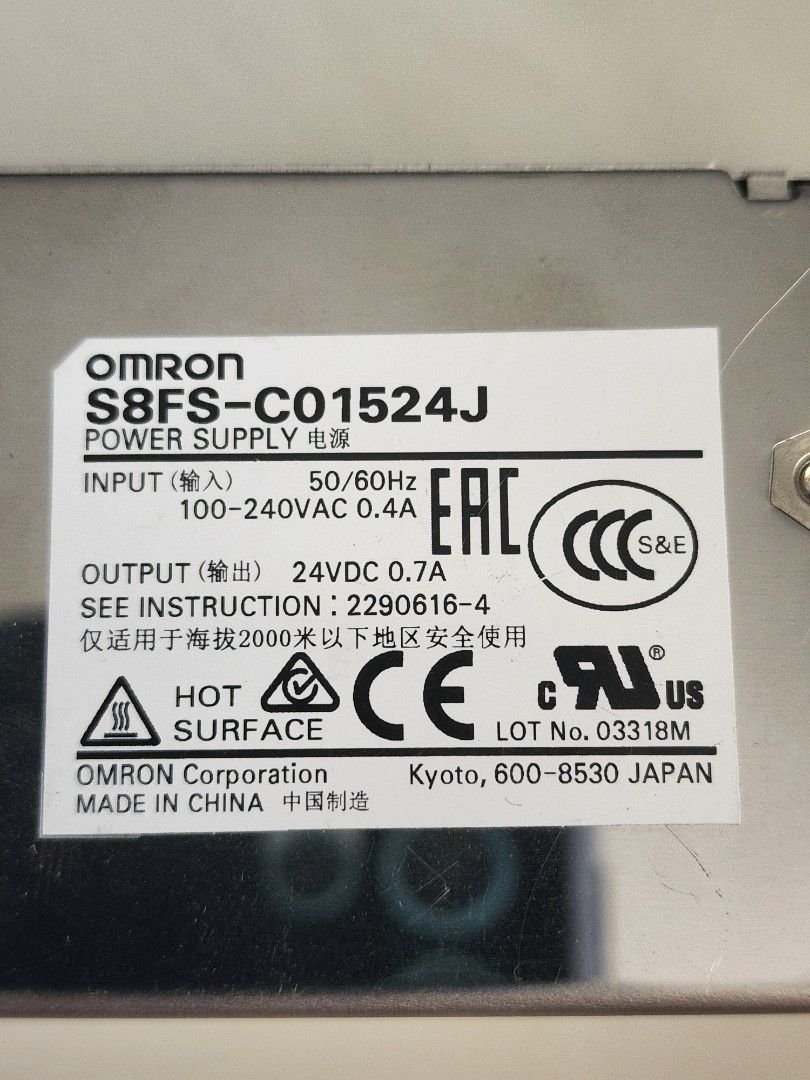 OMRON
S8FS-C01524J
POWER SUPPLY 电源
INPUT (输入) 50/60Hz
100-240VAC 0.4A
EAC
CCC S&E
OUTPUT (输出) 24VDC 0.7A
SEE INSTRUCTION : 2290616-4
仅适用于海拔2000米以下地区安全使用
HOT
SURFACE
CE
c RU ® US
LOT No. 03318M
OMRON Corporation Kyoto, 600-8530 JAPAN
MADE IN CHINA 中国制造